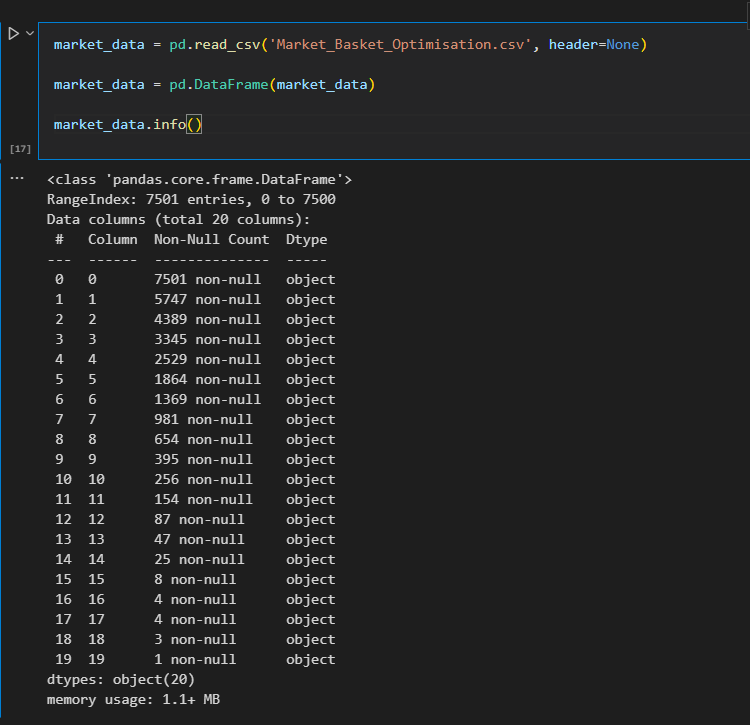 market_data = pd.read_csv('Market_Basket_Optimisation.csv', header=None)
market_data = pd.DataFrame(market_data)
market_data.info()
[17]
...
<class 'pandas.core.frame.DataFrame'>
RangeIndex: 7501 entries, 0 to 7500
Data columns (total 20 columns):
 #   Column  Non-Null Count  Dtype
---  ------  --------------  -----
 0   0       7501 non-null   object
 1   1       5747 non-null   object
 2   2       4389 non-null   object
 3   3       3345 non-null   object
 4   4       2529 non-null   object
 5   5       1864 non-null   object
 6   6       1369 non-null   object
 7   7       981 non-null    object
 8   8       654 non-null    object
 9   9       395 non-null    object
 10  10      256 non-null    object
 11  11      154 non-null    object
 12  12      87 non-null     object
 13  13      47 non-null     object
 14  14      25 non-null     object
 15  15      8 non-null      object
 16  16      4 non-null      object
 17  17      4 non-null      object
 18  18      3 non-null      object
 19  19      1 non-null      object
dtypes: object(20)
memory usage: 1.1+ MB